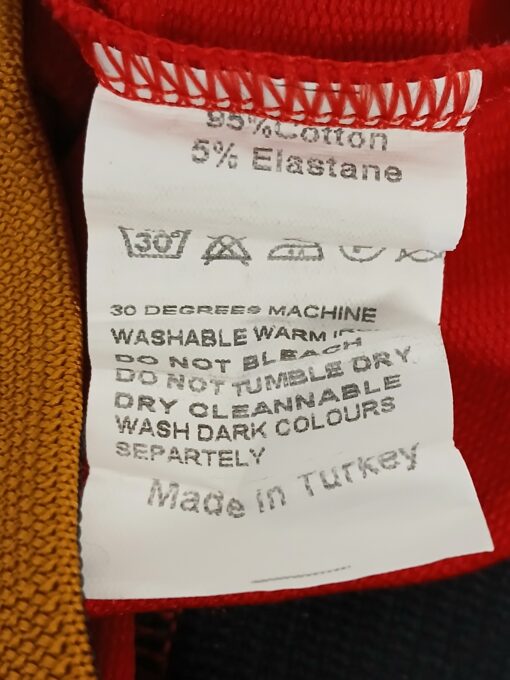 95% Cotton
5% Elastane
30
30 DEGREES MACHINE
WASHABLE WARM
DO NOT BLEACH
DO NOT TUMBLE DRY
DRY CLEANNABLE
WASH DARK COLOURS
SEPARTELY
Made in Turkey